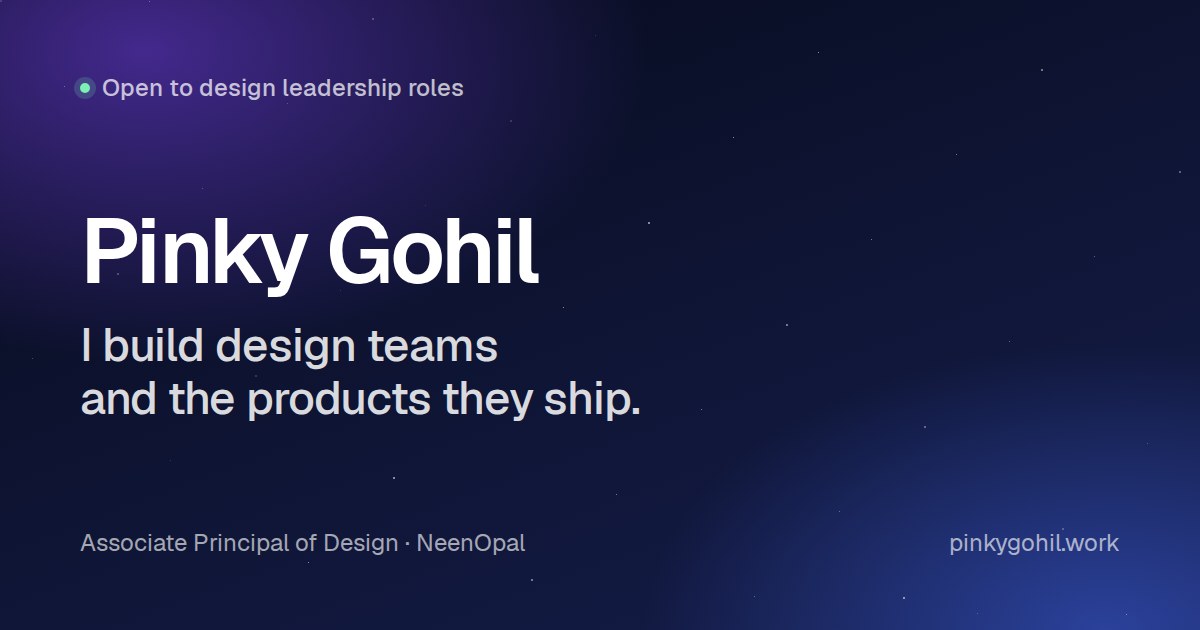 Open to design leadership roles
Pinky Gohil
I build design teams
and the products they ship.
Associate Principal of Design · NeenOpal
pinkygohil.work